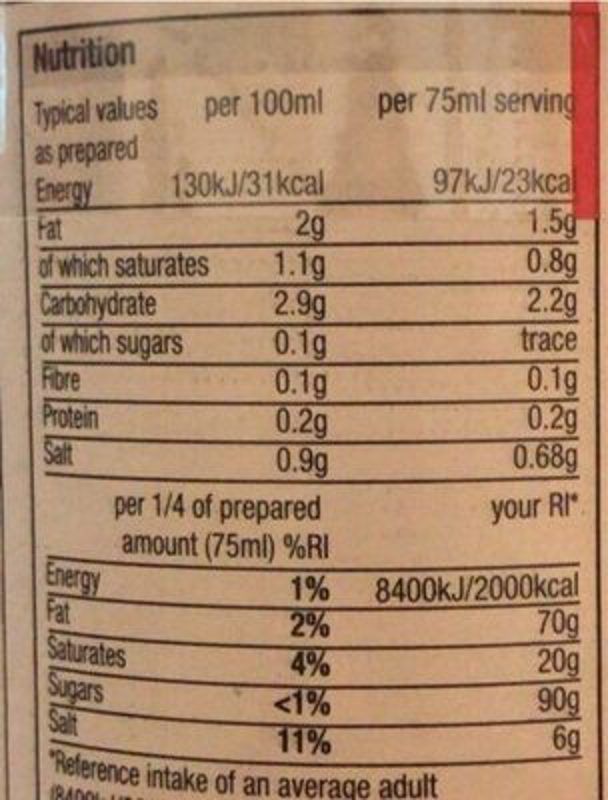 Nutrition
Typical values per 100ml per 75ml serving
as prepared
Energy 130kJ/31kcal 97kJ/23kcal
Fat 2g 1.5g
of which saturates 1.1g 0.8g
Carbohydrate 2.9g 2.2g
of which sugars 0.1g trace
Fibre 0.1g 0.1g
Protein 0.2g 0.2g
Salt 0.9g 0.68g
per 1/4 of prepared your RI*
amount (75ml) %RI
Energy 1% 8400kJ/2000kcal
Fat 2% 70g
Saturates 4% 20g
Sugars <1% 90g
Salt 11% 6g
*Reference intake of an average adult